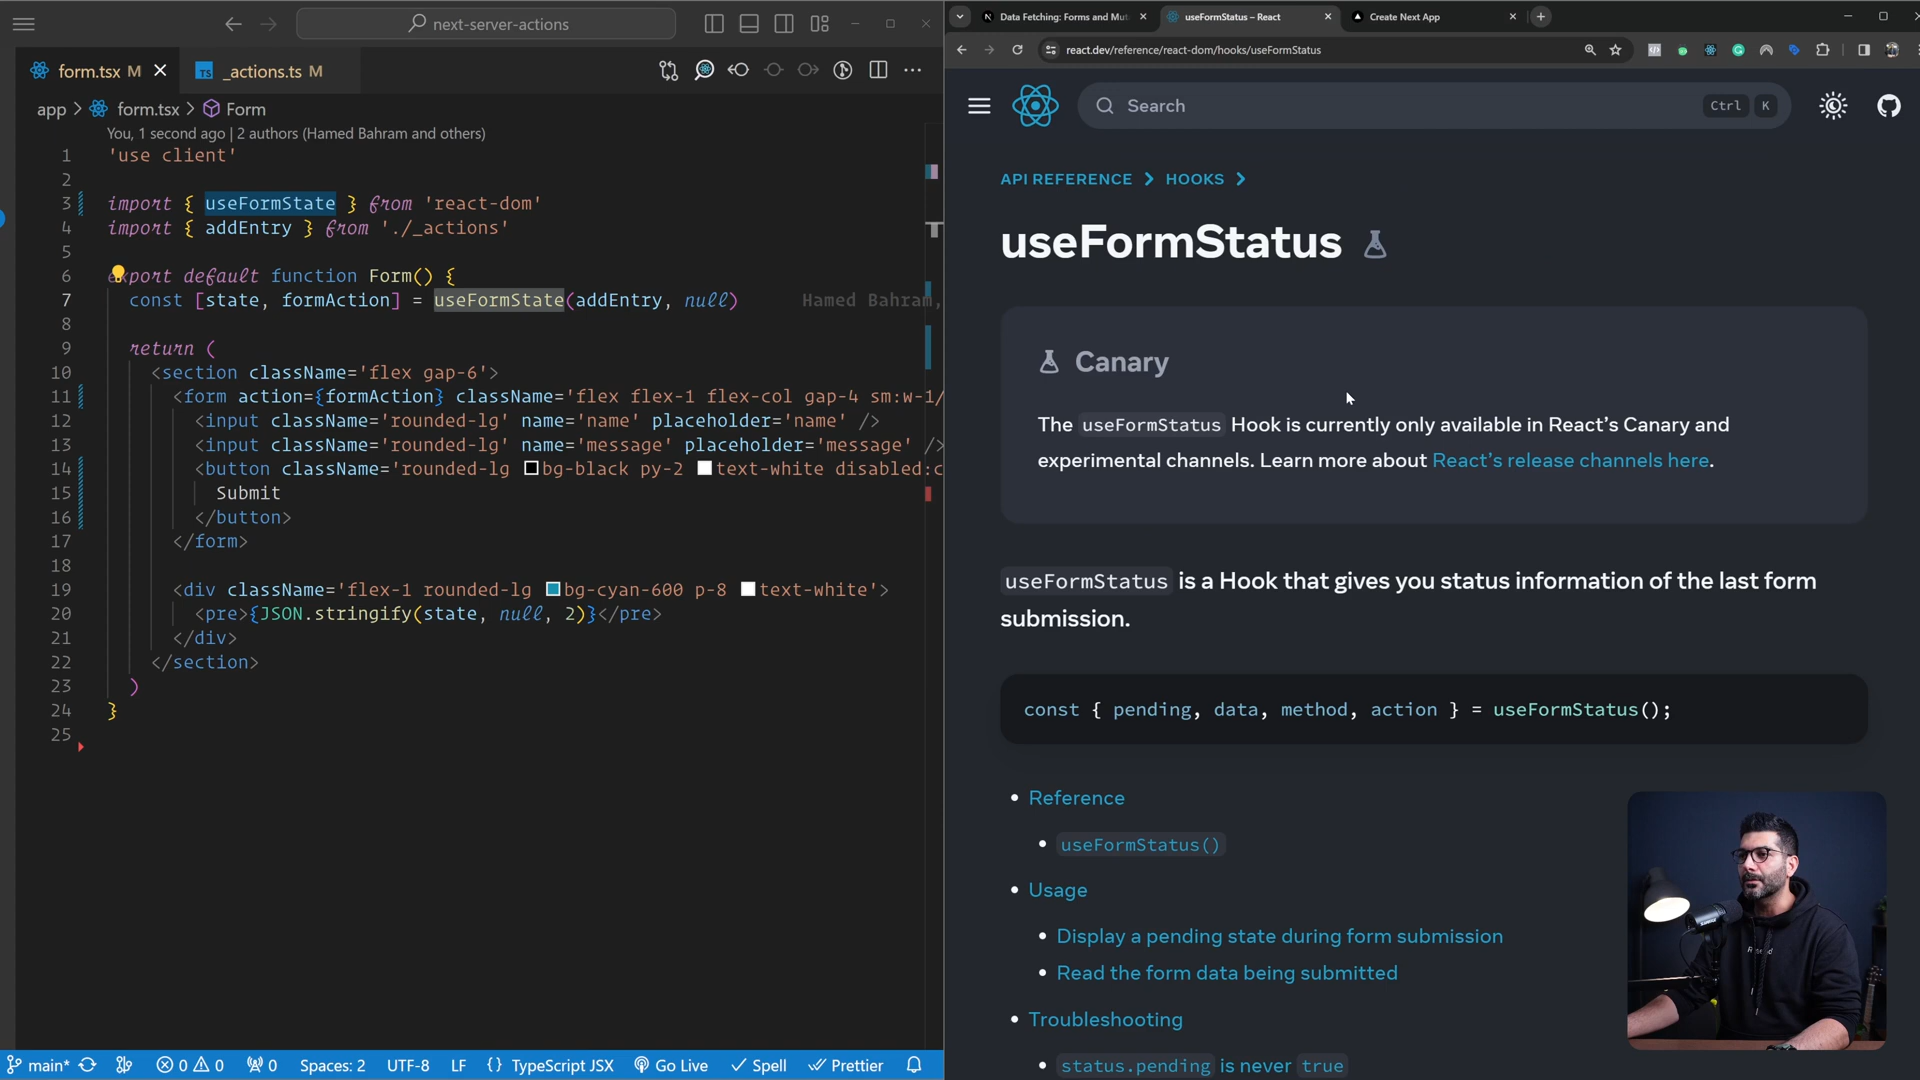 next-server-actions
form.tsx M
_actions.ts M
app > form.tsx > Form
You, 1 second ago | 2 authors (Hamed Bahram and others)
1 'use client'
2
3 import { useFormState } from 'react-dom'
4 import { addEntry } from './_actions'
5
6 export default function Form() {
7 const [state, formAction] = useFormState(addEntry, null) Hamed Bahram,
8
9 return (
10 <section className='flex gap-6'>
11 <form action={formAction} className='flex flex-1 flex-col gap-4 sm:w-1/
12 <input className='rounded-lg' name='name' placeholder='name' />
13 <input className='rounded-lg' name='message' placeholder='message' />
14 <button className='rounded-lg bg-black py-2 text-white disabled:c
15 Submit
16 </button>
17 </form>
18
19 <div className='flex-1 rounded-lg bg-cyan-600 p-8 text-white'>
20 <pre>{JSON.stringify(state, null, 2)}</pre>
21 </div>
22 </section>
23 )
24 }
25
main* 0 0 0 Spaces: 2 UTF-8 LF {} TypeScript JSX Go Live Spell Prettier
Data Fetching: Forms and Mut
useFormStatus – React
Create Next App
react.dev/reference/react-dom/hooks/useFormStatus
Search Ctrl K
API REFERENCE > HOOKS >
useFormStatus
Canary
The useFormStatus Hook is currently only available in React's Canary and
experimental channels. Learn more about React's release channels here.
useFormStatus is a Hook that gives you status information of the last form
submission.
const { pending, data, method, action } = useFormStatus();
• Reference
• useFormStatus()
• Usage
• Display a pending state during form submission
• Read the form data being submitted
• Troubleshooting
• status.pending is never true